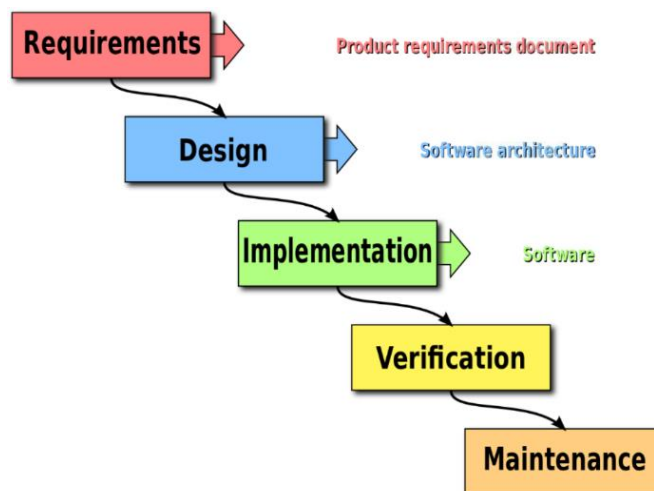 Requirements
Product requirements document
Design
Software architecture
Implementation
Software
Verification
Maintenance